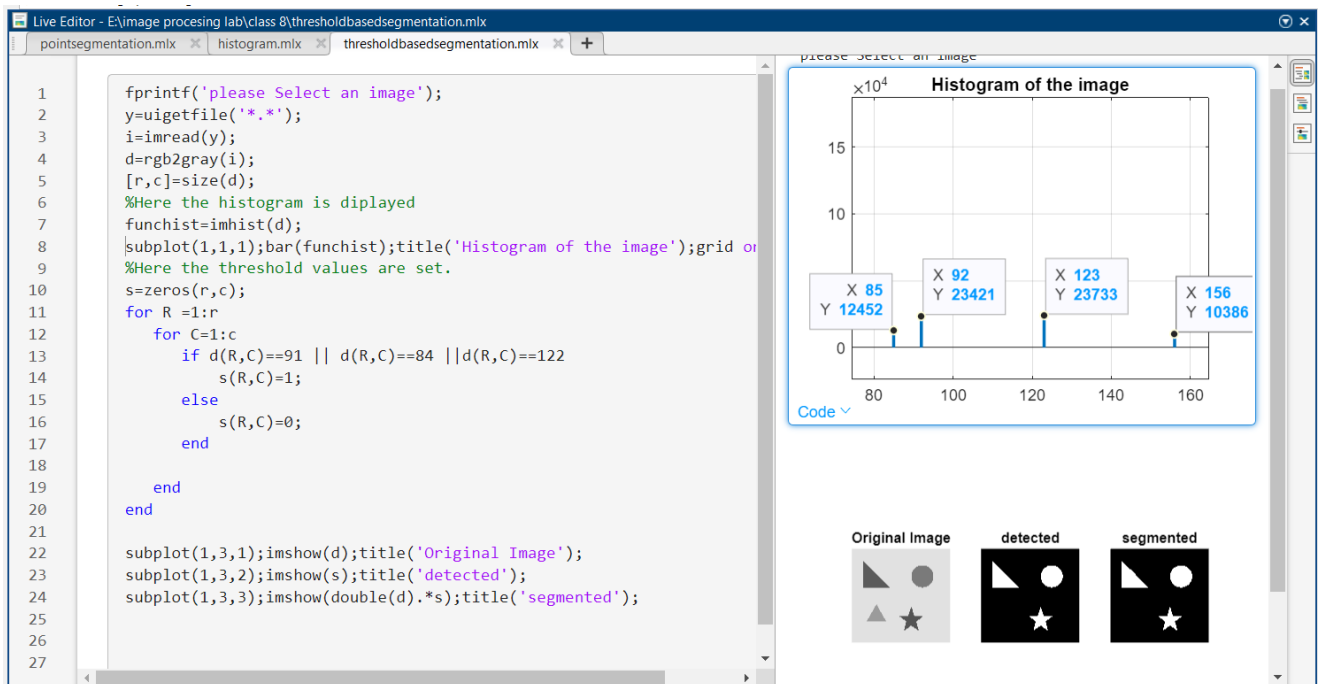 Live Editor - E:\image procesing lab\class 8\thresholdbasedsegmentation.mlx
pointsegmentation.mlx histogram.mlx thresholdbasedsegmentation.mlx +
1 fprintf('please Select an image');
2 y=uigetfile('*.*');
3 i=imread(y);
4 d=rgb2gray(i);
5 [r,c]=size(d);
6 %Here the histogram is diplayed
7 funchist=imhist(d);
8 subplot(1,1,1);bar(funchist);title('Histogram of the image');grid on
9 %Here the threshold values are set.
10 s=zeros(r,c);
11 for R =1:r
12 for C=1:c
13 if d(R,C)==91 || d(R,C)==84 ||d(R,C)==122
14 s(R,C)=1;
15 else
16 s(R,C)=0;
17 end
18
19 end
20 end
21
22 subplot(1,3,1);imshow(d);title('Original Image');
23 subplot(1,3,2);imshow(s);title('detected');
24 subplot(1,3,3);imshow(double(d).*s);title('segmented');
25
26
27
please Select an image
×10⁴ Histogram of the image
15
10
X 85
Y 12452
X 92
Y 23421
X 123
Y 23733
X 156
Y 10386
0
80 100 120 140 160
Code
Original Image detected segmented